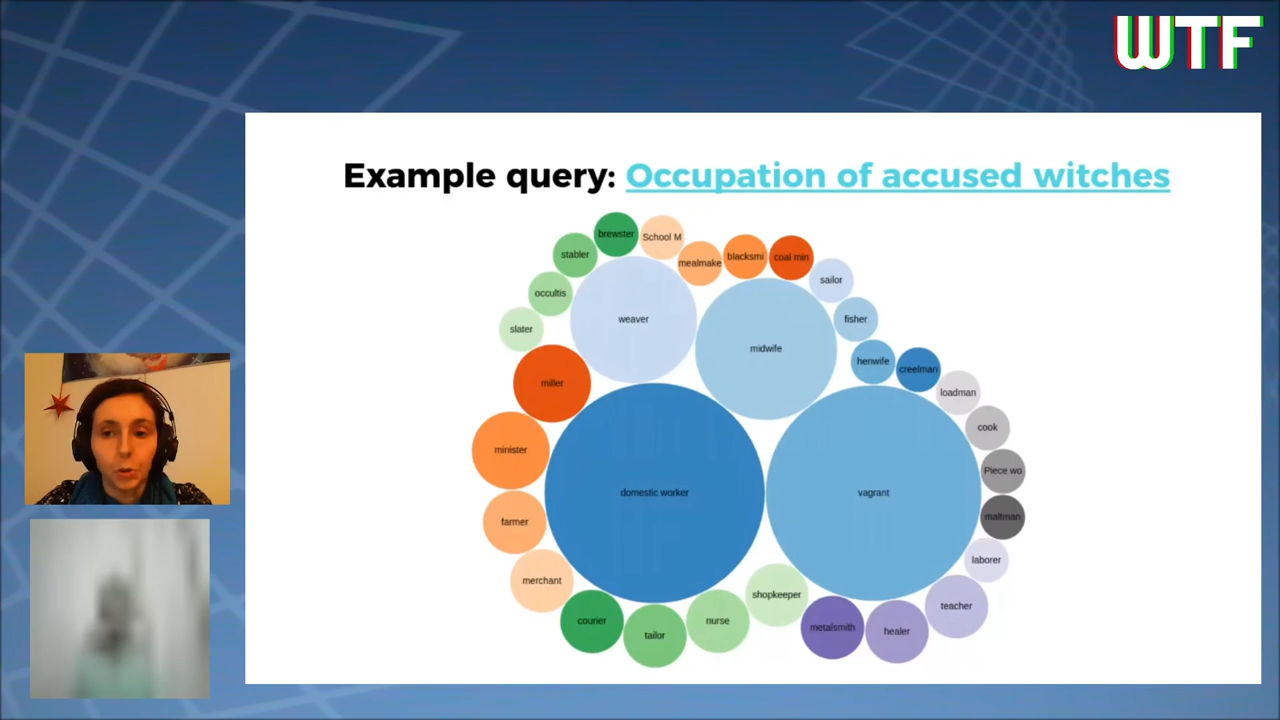 WTF
Example query: Occupation of accused witches
brewster
School M
stabler
mealmake
blacksmi
coal min
sailor
occultis
slater
weaver
midwife
fisher
henwife
creelman
miller
loadman
cook
minister
domestic worker
vagrant
Piece wo
maltman
farmer
laborer
merchant
shopkeeper
teacher
courier
tailor
nurse
metalsmith
healer